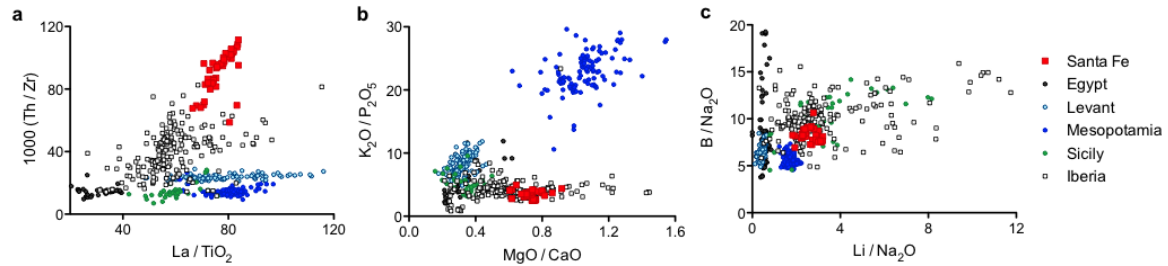 a
120
80
40
0
1000 (Th / Zr)
40
80
120
La / TiO₂
b
30
20
10
0
K₂O / P₂O₅
0.0
0.4
0.8
1.2
1.6
MgO / CaO
c
20
15
10
5
0
B / Na₂O
0
4
8
12
Li / Na₂O
Santa Fe
Egypt
Levant
Mesopotamia
Sicily
Iberia